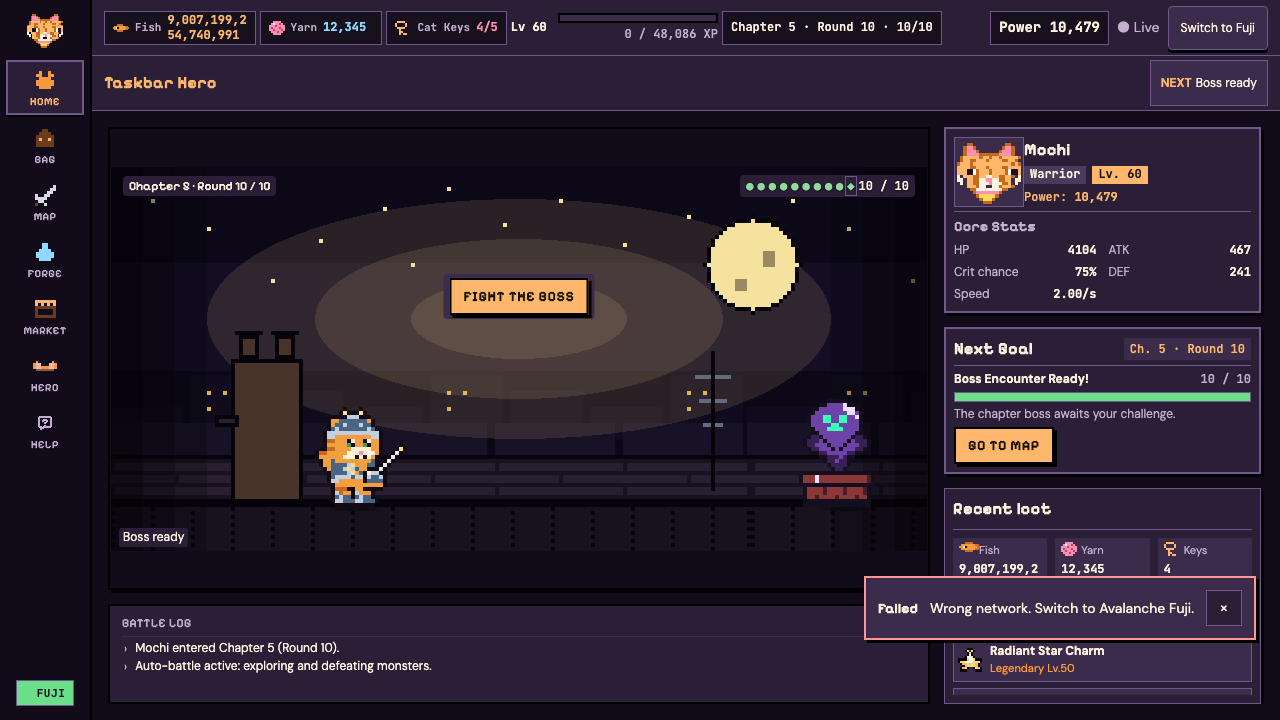 Fish 9,007,199,2
54,740,991
Yarn 12,345
Cat Keys 4/5
Lv 60
0 / 48,086 XP
Chapter 5 · Round 10 · 10/10
Power 10,479
Live
Switch to Fuji
Taskbar Hero
NEXT Boss ready
HOME
BAG
MAP
FORGE
MARKET
HERO
HELP
FUJI
Chapter 5 · Round 10 / 10
10 / 10
FIGHT THE BOSS
Boss ready
BATTLE LOG
› Mochi entered Chapter 5 (Round 10).
› Auto-battle active: exploring and defeating monsters.
Mochi
Warrior Lv. 60
Power: 10,479
Core Stats
HP 4104 ATK 467
Crit chance 75% DEF 241
Speed 2.00/s
Next Goal Ch. 5 · Round 10
Boss Encounter Ready! 10 / 10
The chapter boss awaits your challenge.
GO TO MAP
Recent loot
Fish Yarn Keys
9,007,199,2 12,345 4
Failed Wrong network. Switch to Avalanche Fuji. ×
Radiant Star Charm
Legendary Lv.50